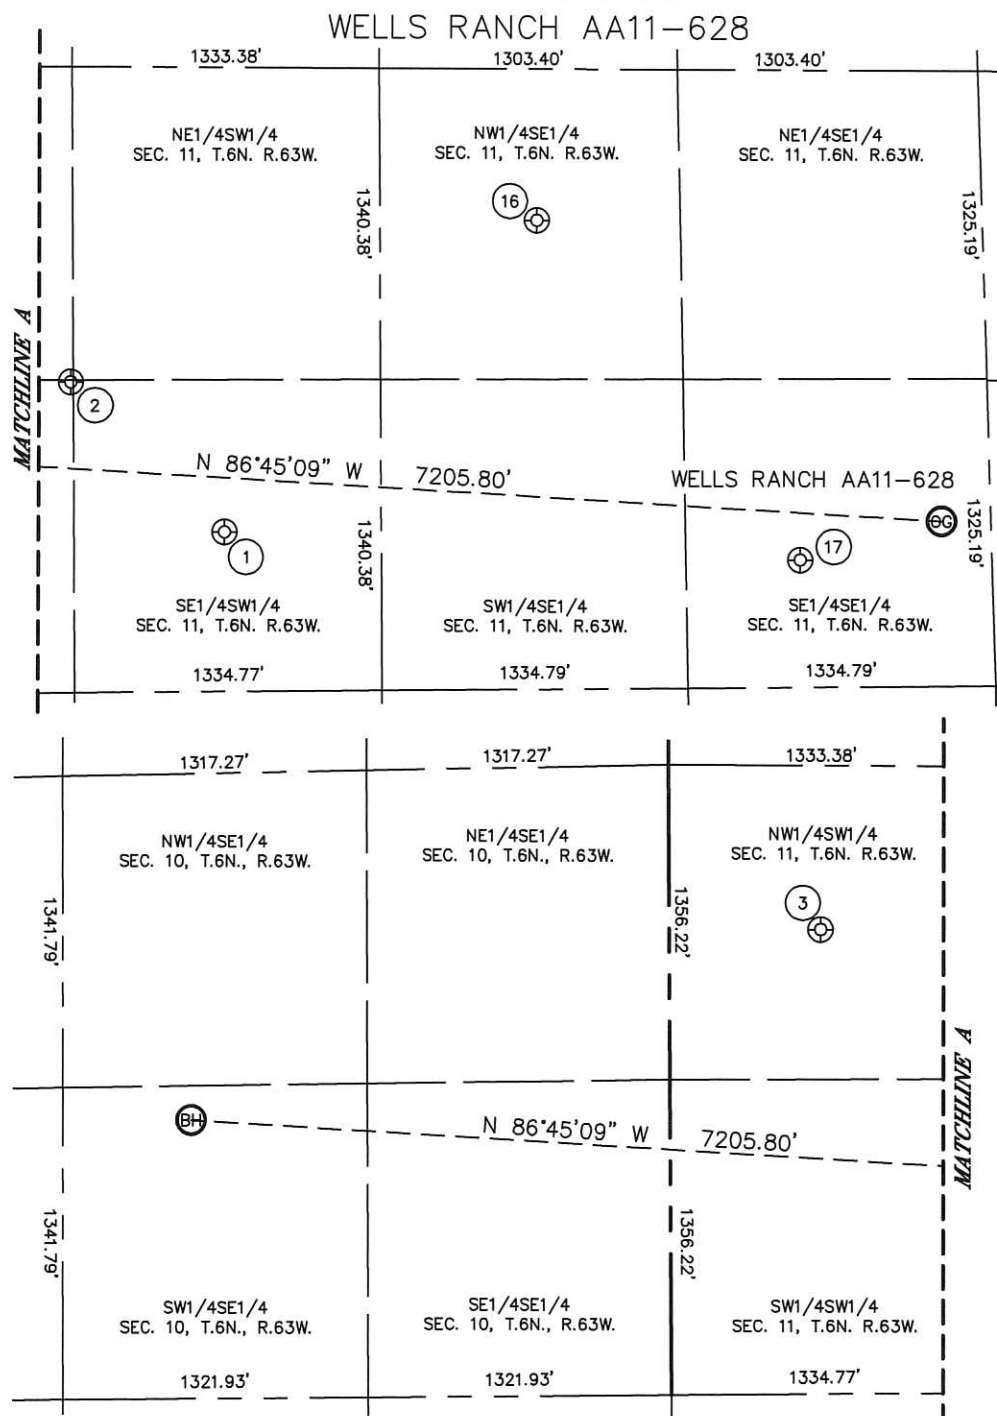 WELLS RANCH AA11-628
1333.38'
1303.40'
1303.40'
NE1/4SW1/4
SEC. 11, T.6N. R.63W.
NW1/4SE1/4
SEC. 11, T.6N. R.63W.
NE1/4SE1/4
SEC. 11, T.6N. R.63W.
16
1340.38'
1325.19'
MATCHLINE A
2
N 86°45'09" W
7205.80'
WELLS RANCH AA11-628
OG
1
1340.38'
17
1325.19'
SE1/4SW1/4
SEC. 11, T.6N. R.63W.
SW1/4SE1/4
SEC. 11, T.6N. R.63W.
SE1/4SE1/4
SEC. 11, T.6N. R.63W.
1334.77'
1334.79'
1334.79'
1317.27'
1317.27'
1333.38'
NW1/4SE1/4
SEC. 10, T.6N., R.63W.
NE1/4SE1/4
SEC. 10, T.6N., R.63W.
NW1/4SW1/4
SEC. 11, T.6N. R.63W.
3
1341.79'
1356.22'
MATCHLINE A
BH
N 86°45'09" W
7205.80'
1341.79'
1356.22'
SW1/4SE1/4
SEC. 10, T.6N., R.63W.
SE1/4SE1/4
SEC. 10, T.6N., R.63W.
SW1/4SW1/4
SEC. 11, T.6N. R.63W.
1321.93'
1321.93'
1334.77'